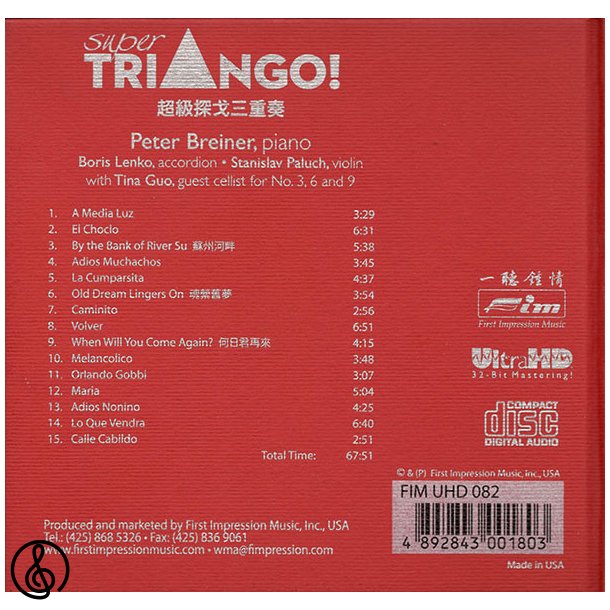 super
TRIANGO!
超級探戈三重奏
Peter Breiner, piano
Boris Lenko, accordion • Stanislav Palúch, violin
with Tina Guo, guest cellist for No. 3, 6 and 9
1. A Media Luz 3:29
2. El Choclo 6:31
3. By the Bank of River Su 蘇州河畔 5:38
4. Adios Muchachos 3:45
5. La Cumparsita 4:37
6. Old Dream Lingers On 魂縈舊夢 3:54
7. Caminito 2:56
8. Volver 6:51
9. When Will You Come Again? 何日君再來 4:15
10. Melancolico 3:48
11. Orlando Gobbi 3:07
12. Maria 5:04
13. Adios Nonino 4:25
14. Lo Que Vendra 6:40
15. Calle Cabildo 2:51
Total Time: 67:51
一聽鍾情
Fim
First Impression Music
UltraHD
32-Bit Mastering!
COMPACT
disc
DIGITAL AUDIO
© & (P) First Impression Music, Inc., USA
FIM UHD 082
4 892843 001803
Made in USA
Produced and marketed by First Impression Music, Inc., USA
Tel.; (425) 868 5326 • Fax: (425) 836 9061
www.firstimpressionmusic.com • wma@fimpression.com